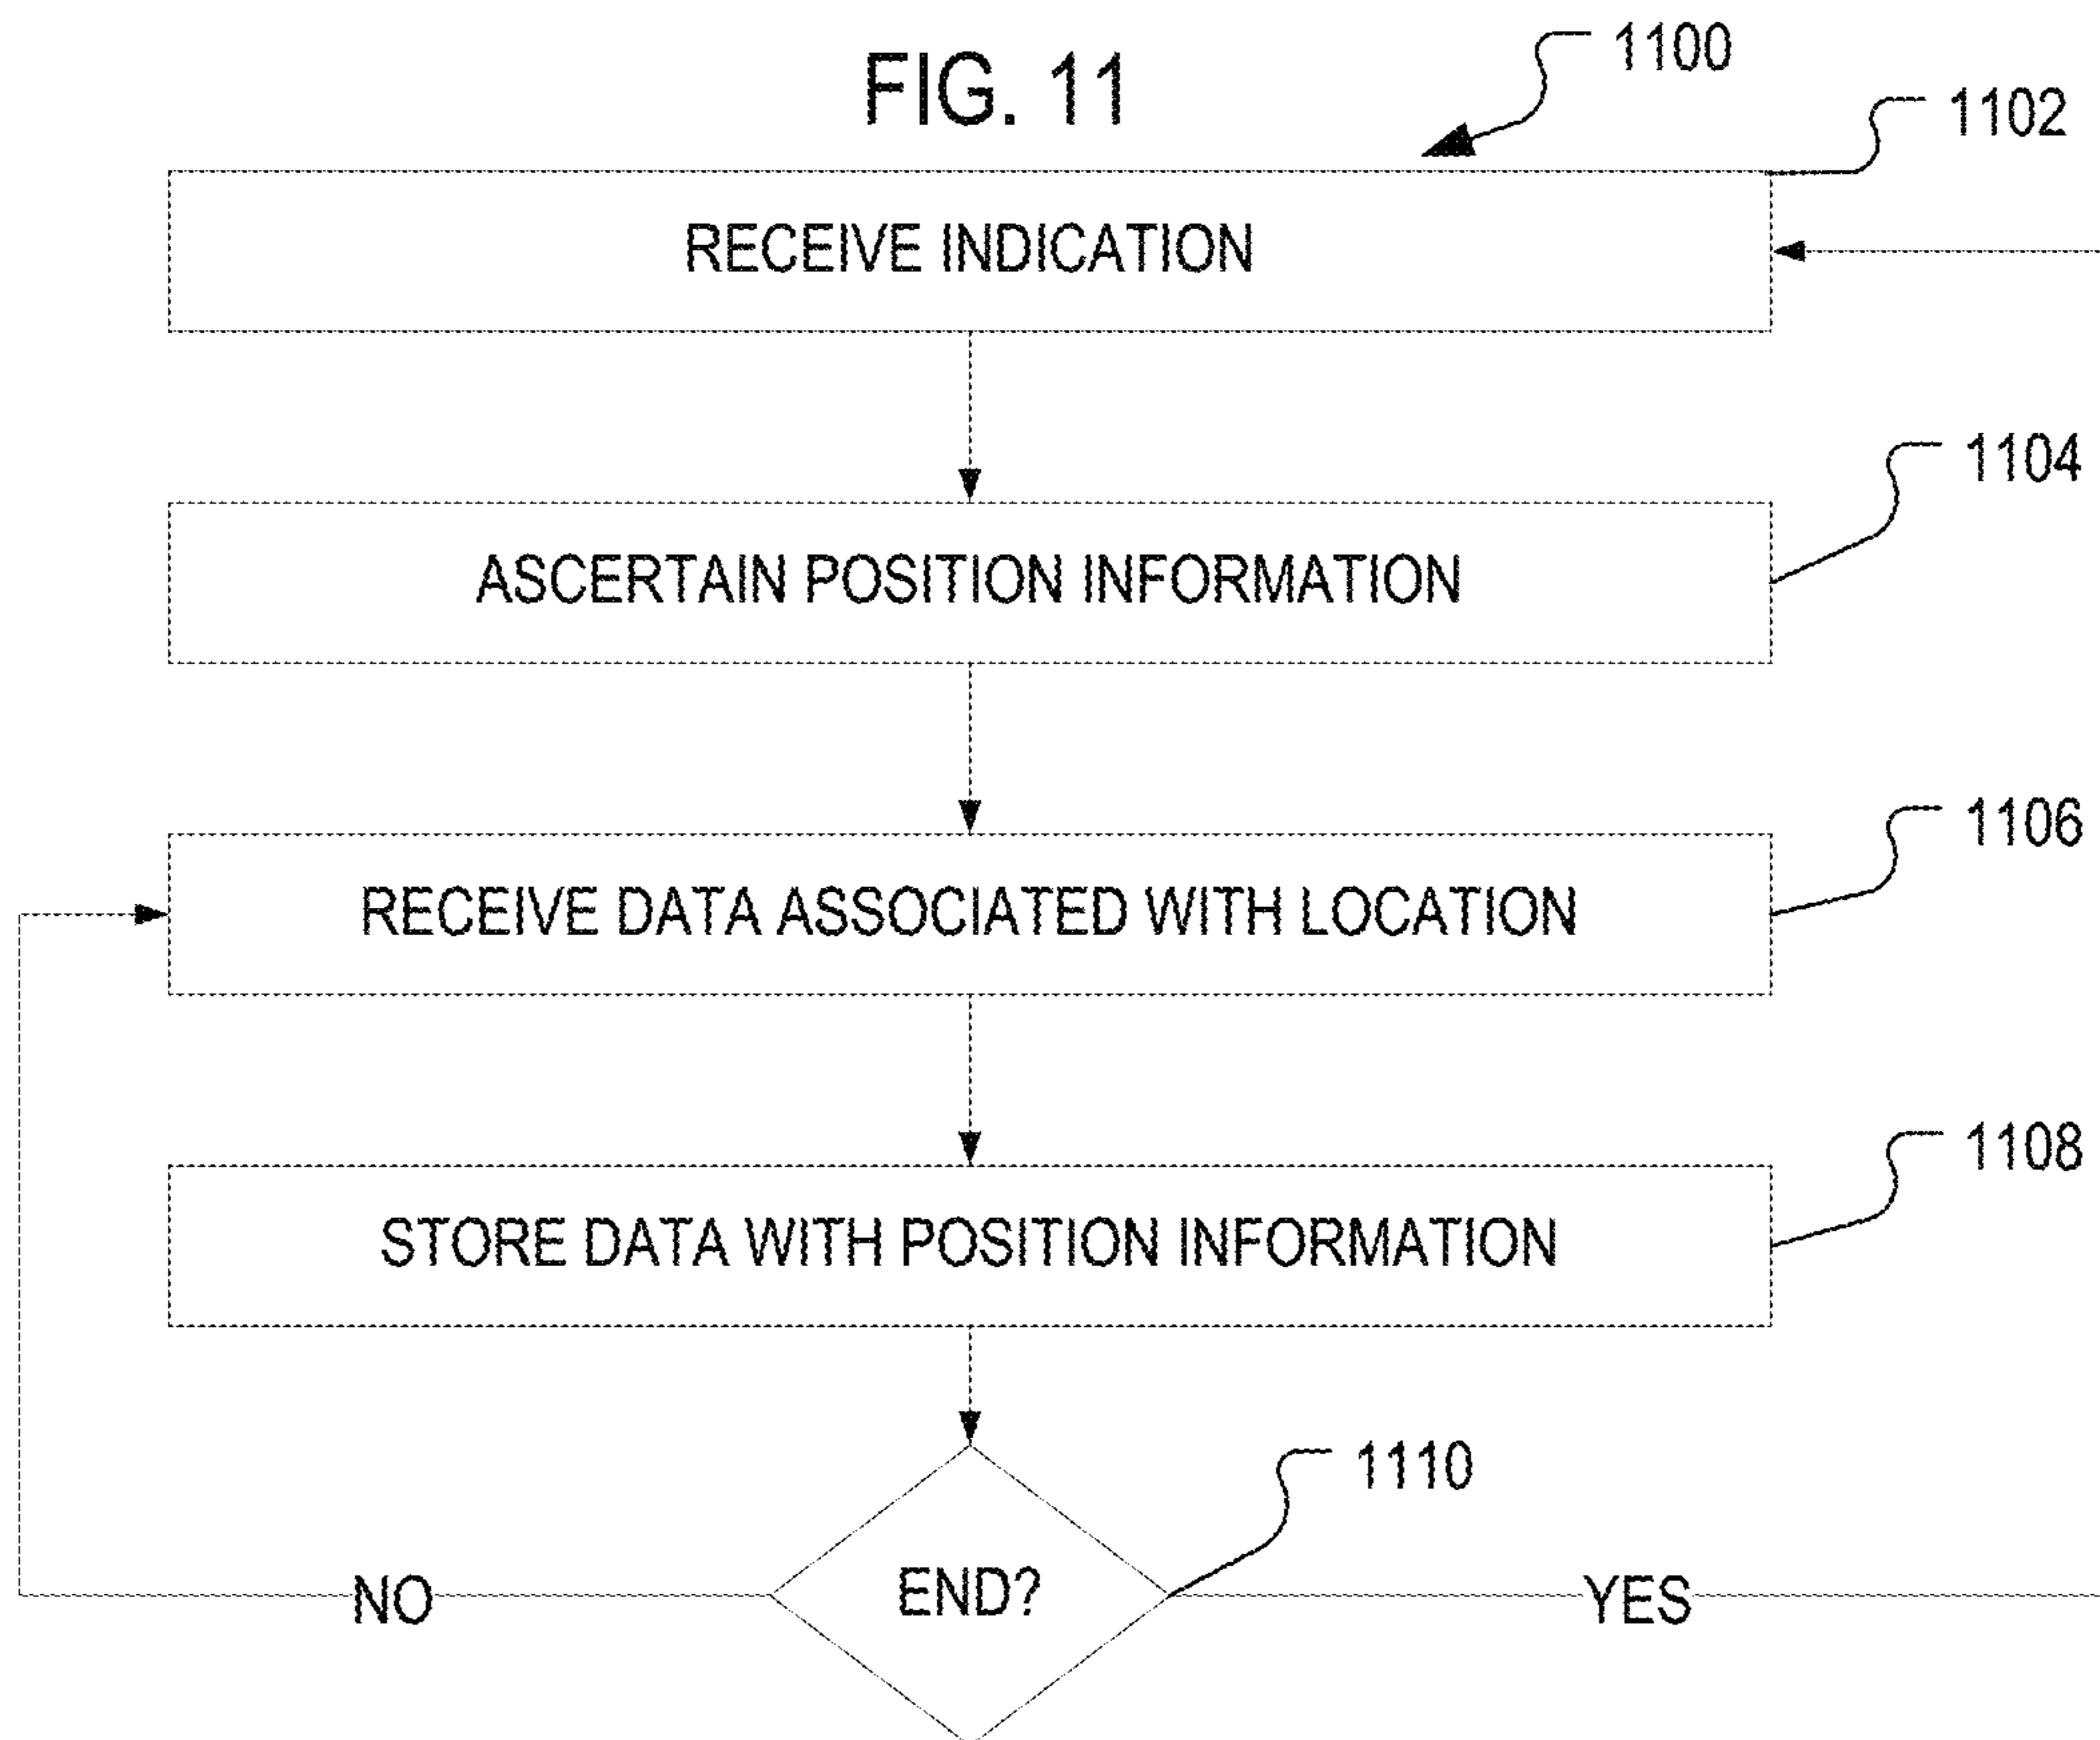 FIG. 11
1100
1102
RECEIVE INDICATION
1104
ASCERTAIN POSITION INFORMATION
1106
RECEIVE DATA ASSOCIATED WITH LOCATION
1108
STORE DATA WITH POSITION INFORMATION
1110
END?
NO
YES